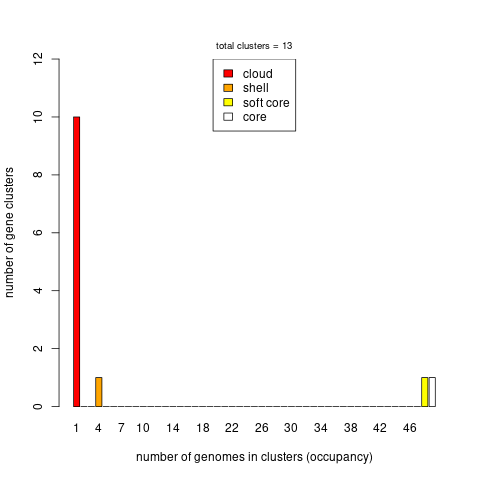 total clusters = 13
cloud
shell
soft core
core
number of gene clusters
0 2 4 6 8 10 12
1 4 7 10 14 18 22 26 30 34 38 42 46
number of genomes in clusters (occupancy)